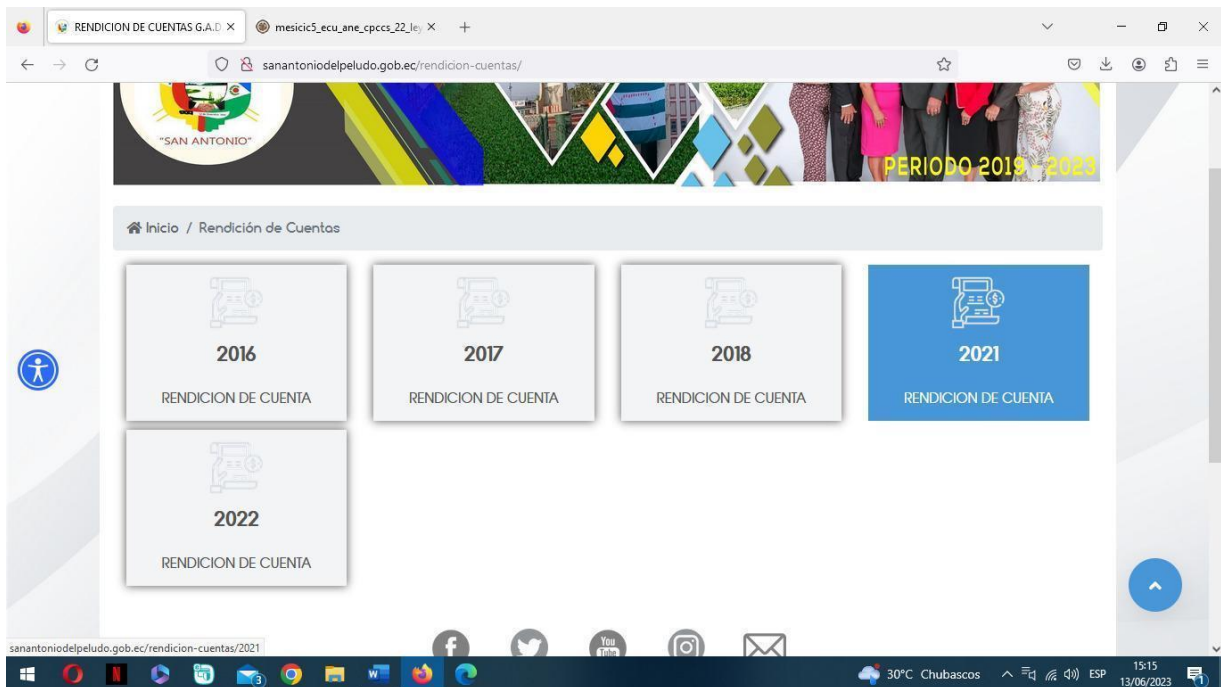 RENDICION DE CUENTAS G.A.D
mesicic5_ecu_ane_cpccs_22_ley
sanantoniodelpeludo.gob.ec/rendicion-cuentas/
"SAN ANTONIO"
PERIODO 2019 - 2023
Inicio / Rendición de Cuentas
2016
RENDICION DE CUENTA
2017
RENDICION DE CUENTA
2018
RENDICION DE CUENTA
2021
RENDICION DE CUENTA
2022
RENDICION DE CUENTA
You
Tube
sanantoniodelpeludo.gob.ec/rendicion-cuentas/2021
30°C Chubascos
ESP
15:15
13/06/2023